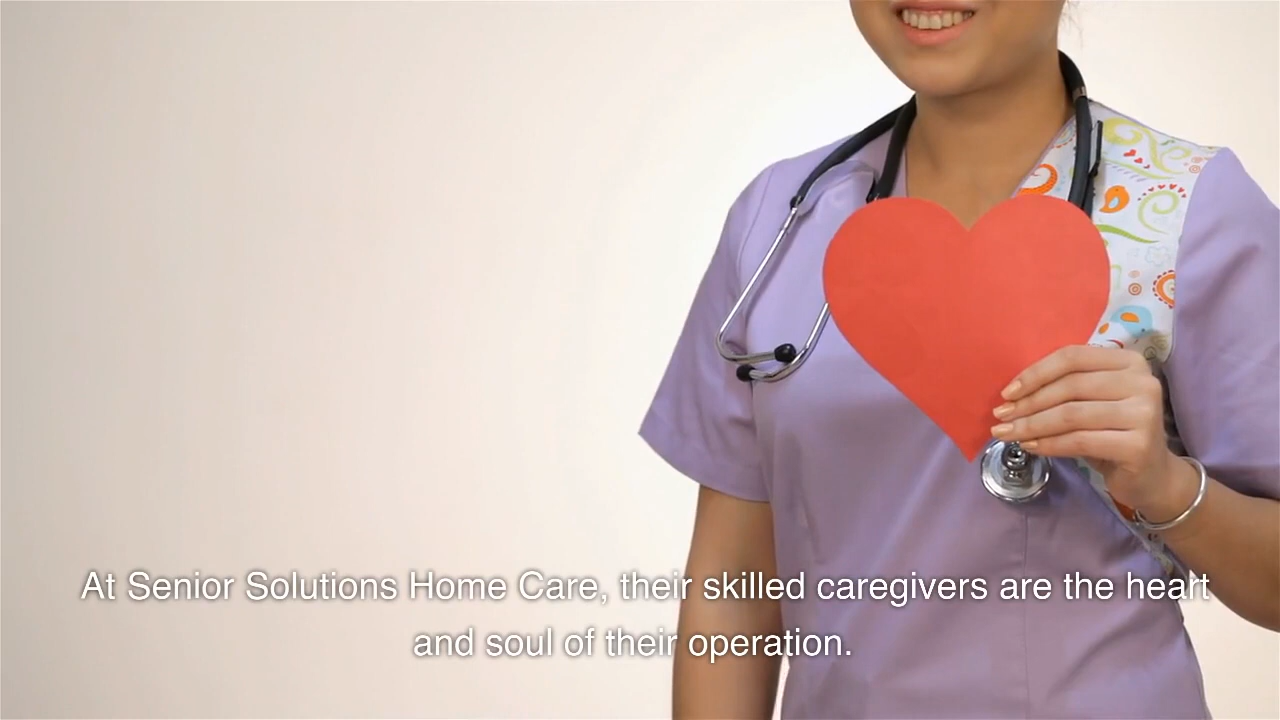 At Senior Solutions Home Care, their skilled caregivers are the heart
and soul of their operation.